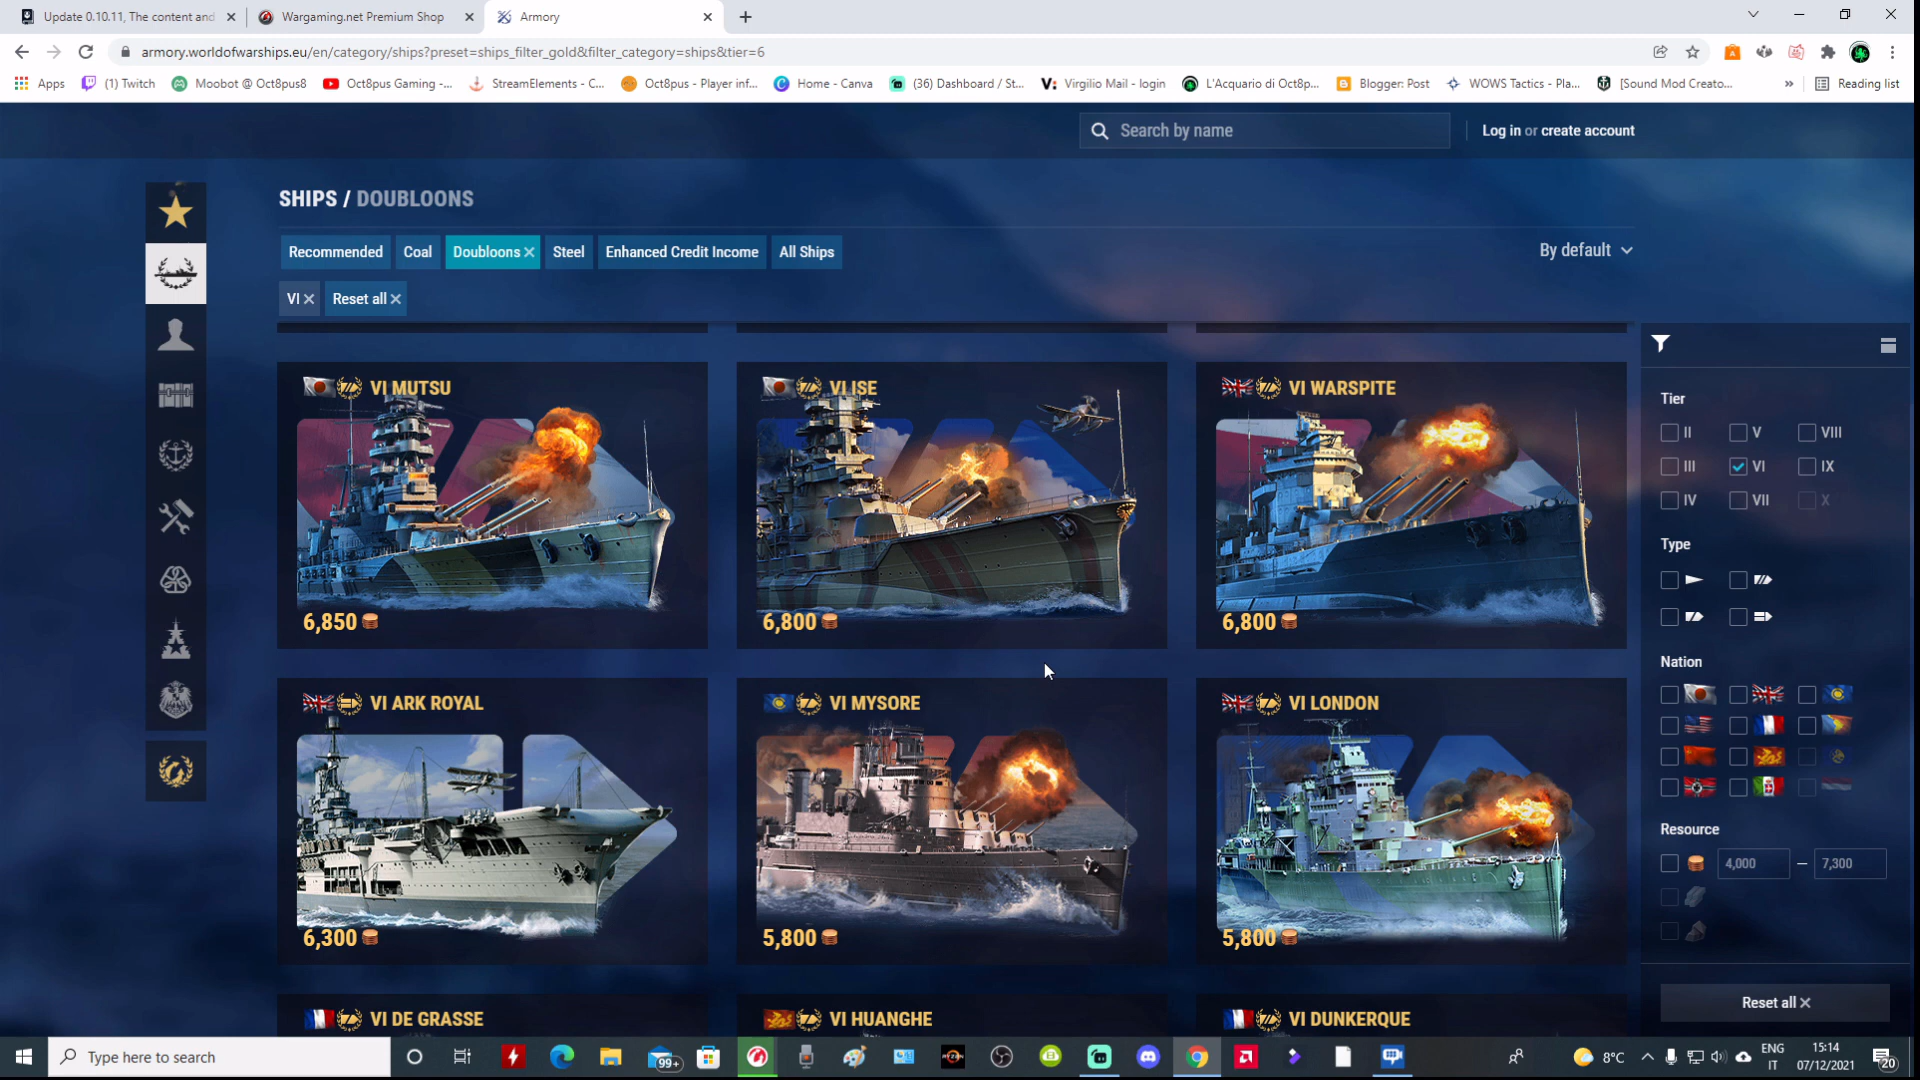 Update 0.10.11, The content and
Wargaming.net Premium Shop
Armory
armory.worldofwarships.eu/en/category/ships?preset=ships_filter_gold&filter_category=ships&tier=6
Apps
(1) Twitch
Moobot @ Oct8pus8
Oct8pus Gaming -...
StreamElements - C...
Oct8pus - Player inf...
Home - Canva
(36) Dashboard / St...
Virgilio Mail - login
L'Acquario di Oct8p...
Blogger: Post
WOWS Tactics - Pla...
[Sound Mod Creato...
»
Reading list
Search by name
Log in or create account
SHIPS / DOUBLOONS
Recommended
Coal
Doubloons
Steel
Enhanced Credit Income
All Ships
By default
VI
Reset all
VI MUTSU
VI ISE
VI WARSPITE
6,850
6,800
6,800
VI ARK ROYAL
VI MYSORE
VI LONDON
6,300
5,800
5,800
VI DE GRASSE
VI HUANGHE
VI DUNKERQUE
Tier
II
V
VIII
III
VI
IX
IV
VII
X
Type
Nation
Resource
4,000 — 7,300
Reset all
Type here to search
99+
RYZEN
8°C
ENG
IT
15:14
07/12/2021
20